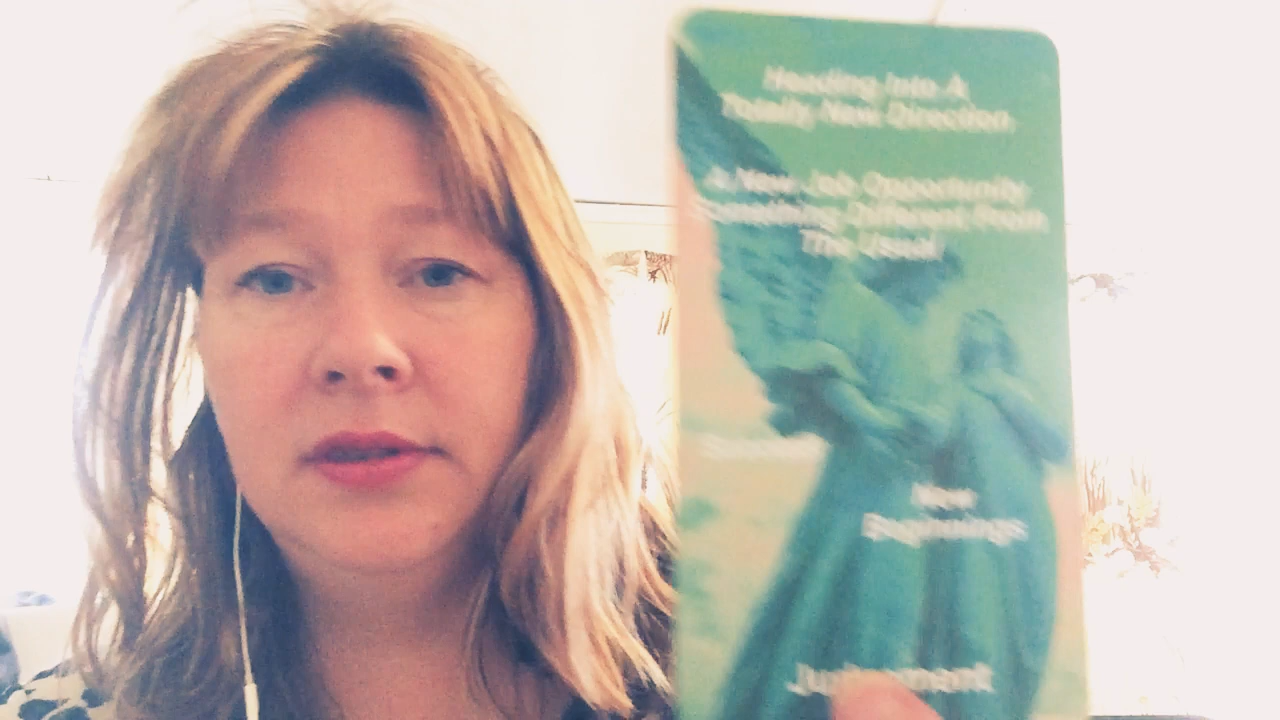 Heading Into A
Totally New Direction.
A New Job Opportunity
Something Different From
The Usual
New
Beginnings